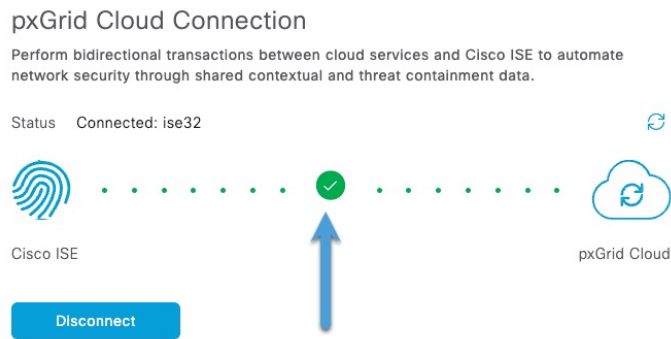 pxGrid Cloud Connection
Perform bidirectional transactions between cloud services and Cisco ISE to automate
network security through shared contextual and threat containment data.
Status Connected: ise32
Cisco ISE
pxGrid Cloud
Disconnect